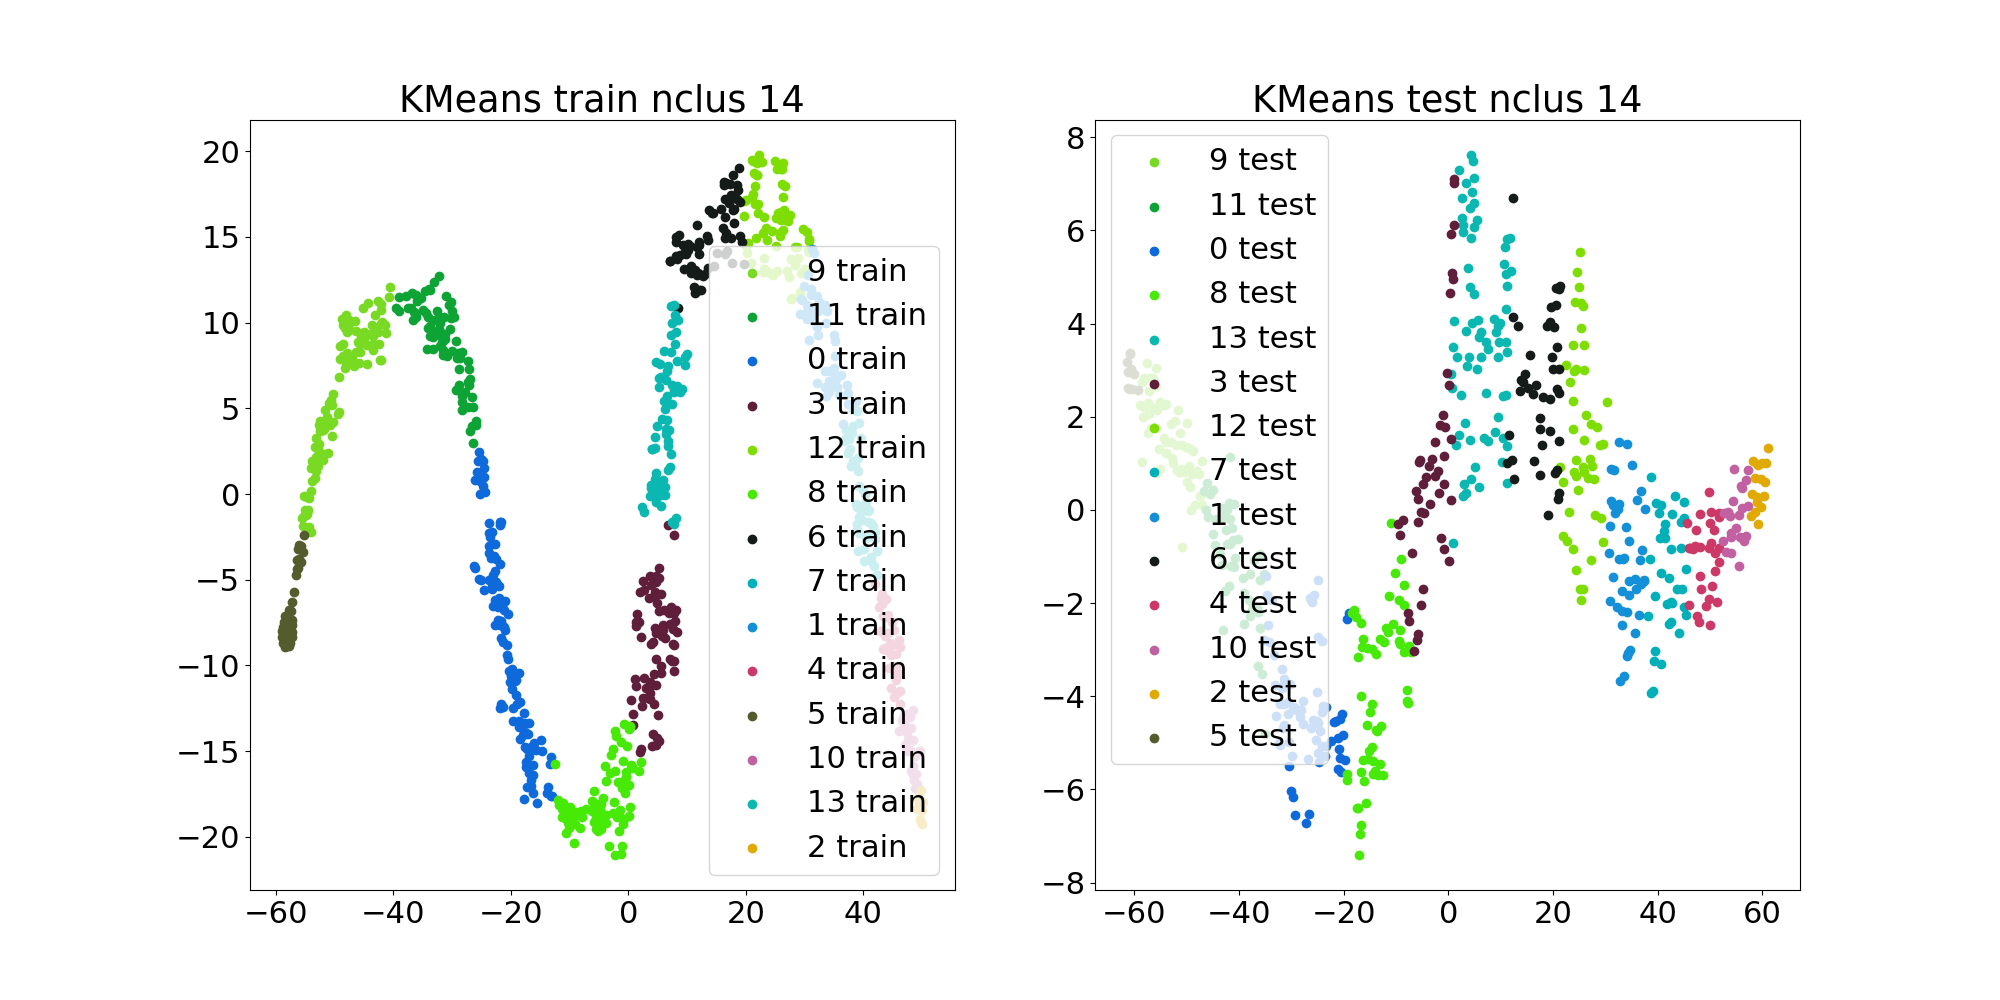 KMeans train nclus 14
20
15
10
5
0
−5
−10
−15
−20
−60 −40 −20 0 20 40
9 train
11 train
0 train
3 train
12 train
8 train
6 train
7 train
1 train
4 train
5 train
10 train
13 train
2 train
KMeans test nclus 14
8
6
4
2
0
−2
−4
−6
−8
−60 −40 −20 0 20 40 60
9 test
11 test
0 test
8 test
13 test
3 test
12 test
7 test
1 test
6 test
4 test
10 test
2 test
5 test